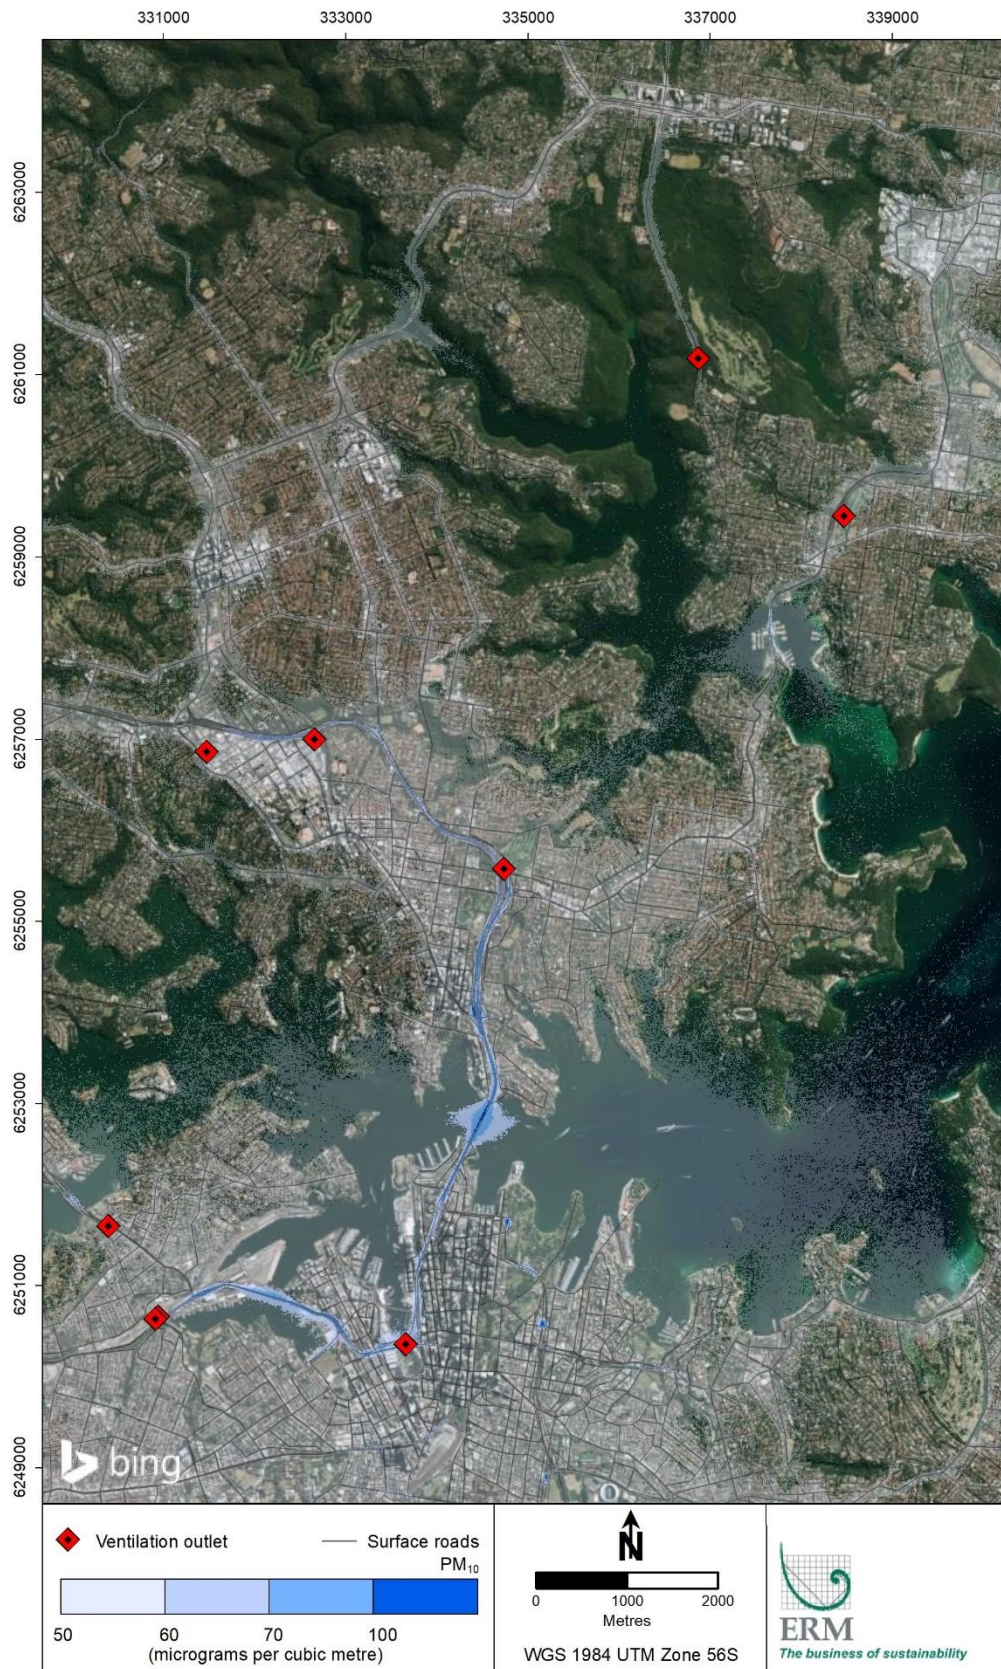 331000 333000 335000 337000 339000
6263000
6261000
6259000
6257000
6255000
6253000
6251000
6249000
bing
Ventilation outlet
Surface roads
PM₁₀
50 60 70 100
(micrograms per cubic metre)
N
0 1000 2000
Metres
WGS 1984 UTM Zone 56S
ERM
The business of sustainability